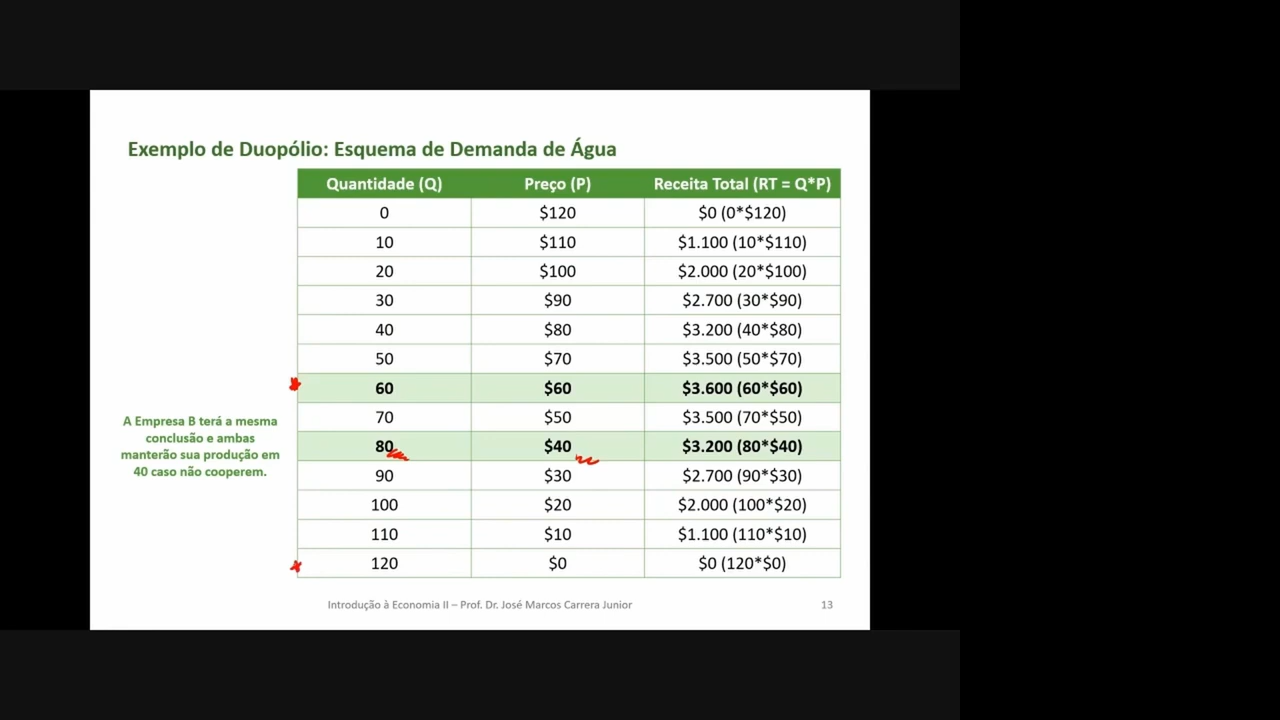 Exemplo de Duopólio: Esquema de Demanda de Água
Quantidade (Q) Preço (P) Receita Total (RT = Q*P)
0 $120 $0 (0*$120)
10 $110 $1.100 (10*$110)
20 $100 $2.000 (20*$100)
30 $90 $2.700 (30*$90)
40 $80 $3.200 (40*$80)
50 $70 $3.500 (50*$70)
60 $60 $3.600 (60*$60)
70 $50 $3.500 (70*$50)
80 $40 $3.200 (80*$40)
90 $30 $2.700 (90*$30)
100 $20 $2.000 (100*$20)
110 $10 $1.100 (110*$10)
120 $0 $0 (120*$0)
A Empresa B terá a mesma
conclusão e ambas
manterão sua produção em
40 caso não cooperem.
Introdução à Economia II – Prof. Dr. José Marcos Carrera Junior 13